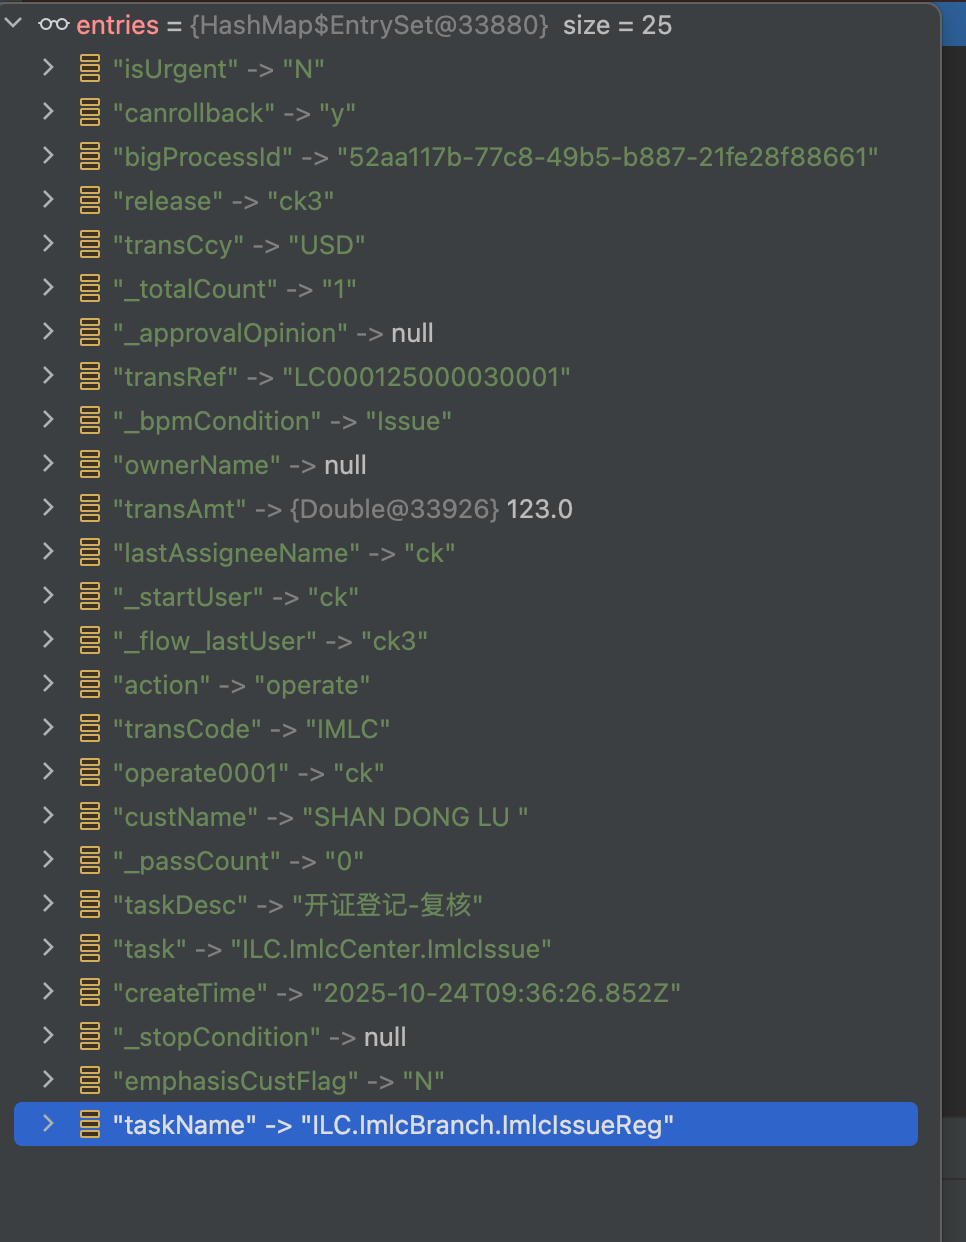 entries = {HashMap$EntrySet@33880} size = 25
"isUrgent" -> "N"
"canrollback" -> "y"
"bigProcessId" -> "52aa117b-77c8-49b5-b887-21fe28f88661"
"release" -> "ck3"
"transCcy" -> "USD"
"_totalCount" -> "1"
"_approvalOpinion" -> null
"transRef" -> "LC000125000030001"
"_bpmCondition" -> "Issue"
"ownerName" -> null
"transAmt" -> {Double@33926} 123.0
"lastAssigneeName" -> "ck"
"_startUser" -> "ck"
"_flow_lastUser" -> "ck3"
"action" -> "operate"
"transCode" -> "IMLC"
"operate0001" -> "ck"
"custName" -> "SHAN DONG LU "
"_passCount" -> "0"
"taskDesc" -> "开证登记-复核"
"task" -> "ILC.ImlcCenter.ImlcIssue"
"createTime" -> "2025-10-24T09:36:26.852Z"
"_stopCondition" -> null
"emphasisCustFlag" -> "N"
"taskName" -> "ILC.ImlcBranch.ImlcIssueReg"